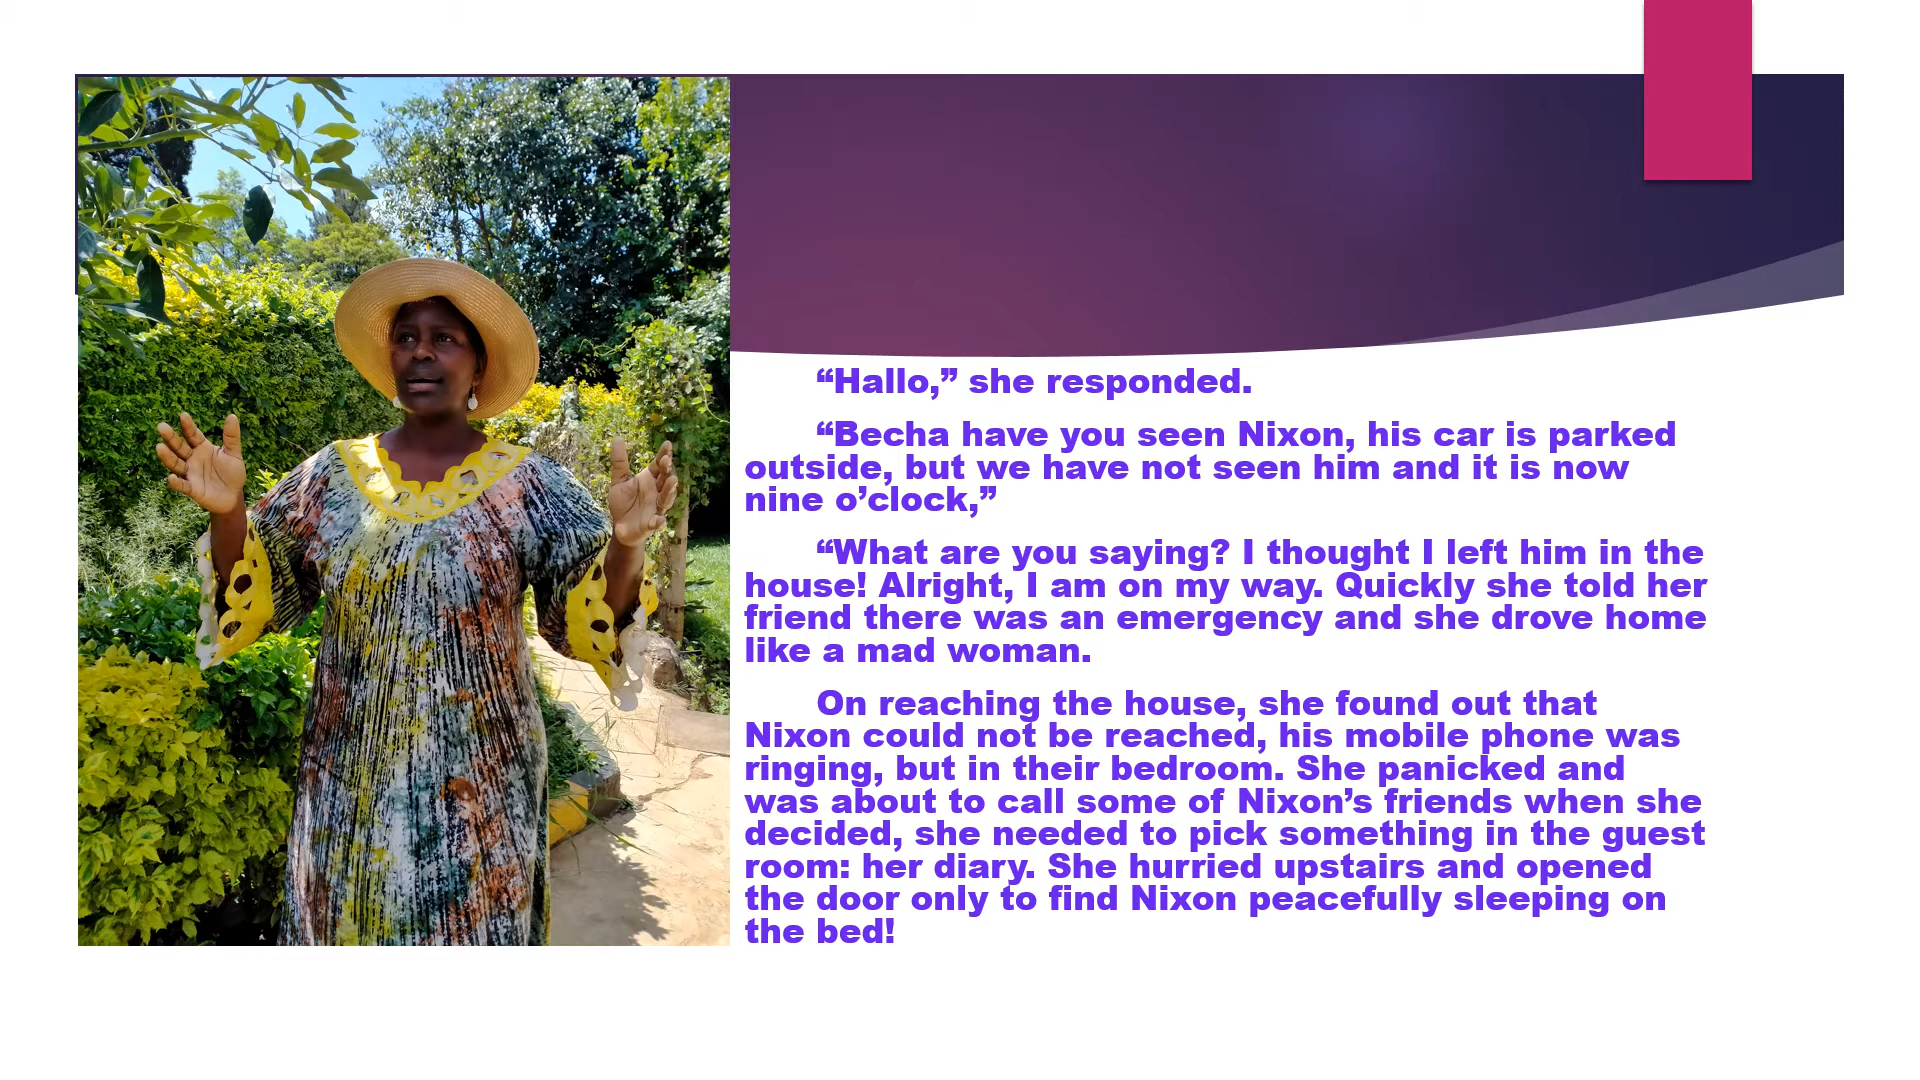 “Hallo,” she responded.
“Becha have you seen Nixon, his car is parked
outside, but we have not seen him and it is now
nine o’clock,”
“What are you saying? I thought I left him in the
house! Alright, I am on my way. Quickly she told her
friend there was an emergency and she drove home
like a mad woman.
On reaching the house, she found out that
Nixon could not be reached, his mobile phone was
ringing, but in their bedroom. She panicked and
was about to call some of Nixon’s friends when she
decided, she needed to pick something in the guest
room: her diary. She hurried upstairs and opened
the door only to find Nixon peacefully sleeping on
the bed!